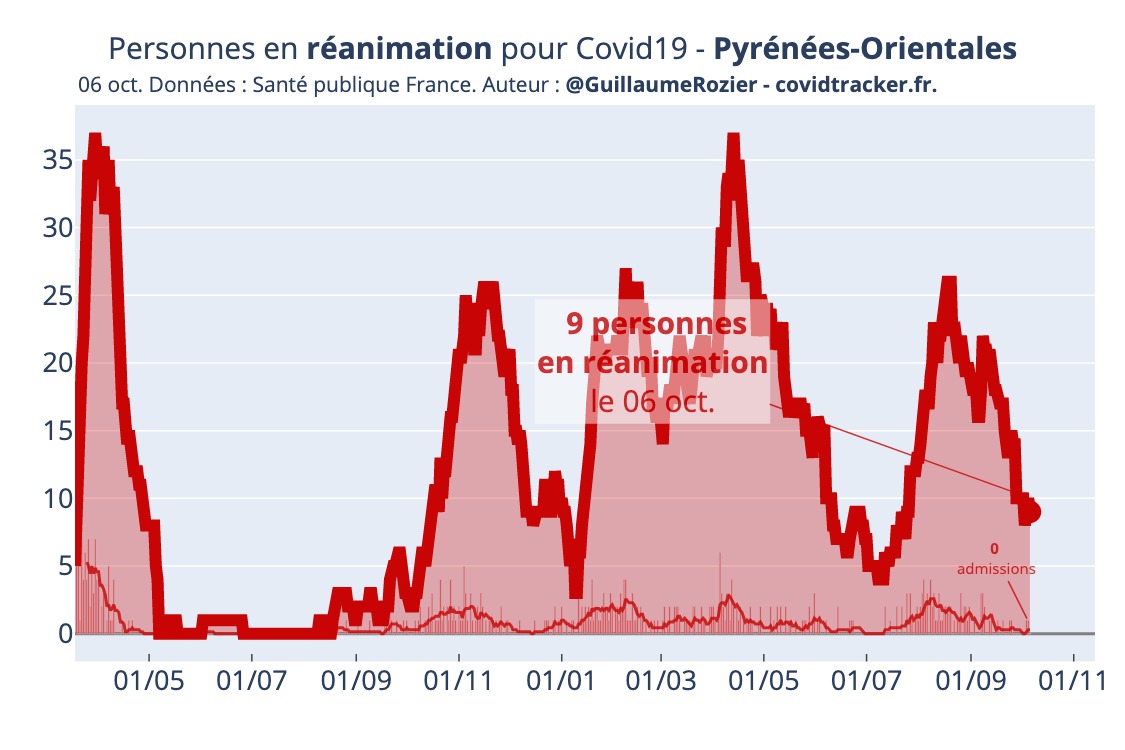 Personnes en réanimation pour Covid19 - Pyrénées-Orientales
06 oct. Données : Santé publique France. Auteur : @GuillaumeRozier - covidtracker.fr.
35
30
25
20
15
10
5
0
9 personnes
en réanimation
le 06 oct.
0
admissions
01/05 01/07 01/09 01/11 01/01 01/03 01/05 01/07 01/09 01/11